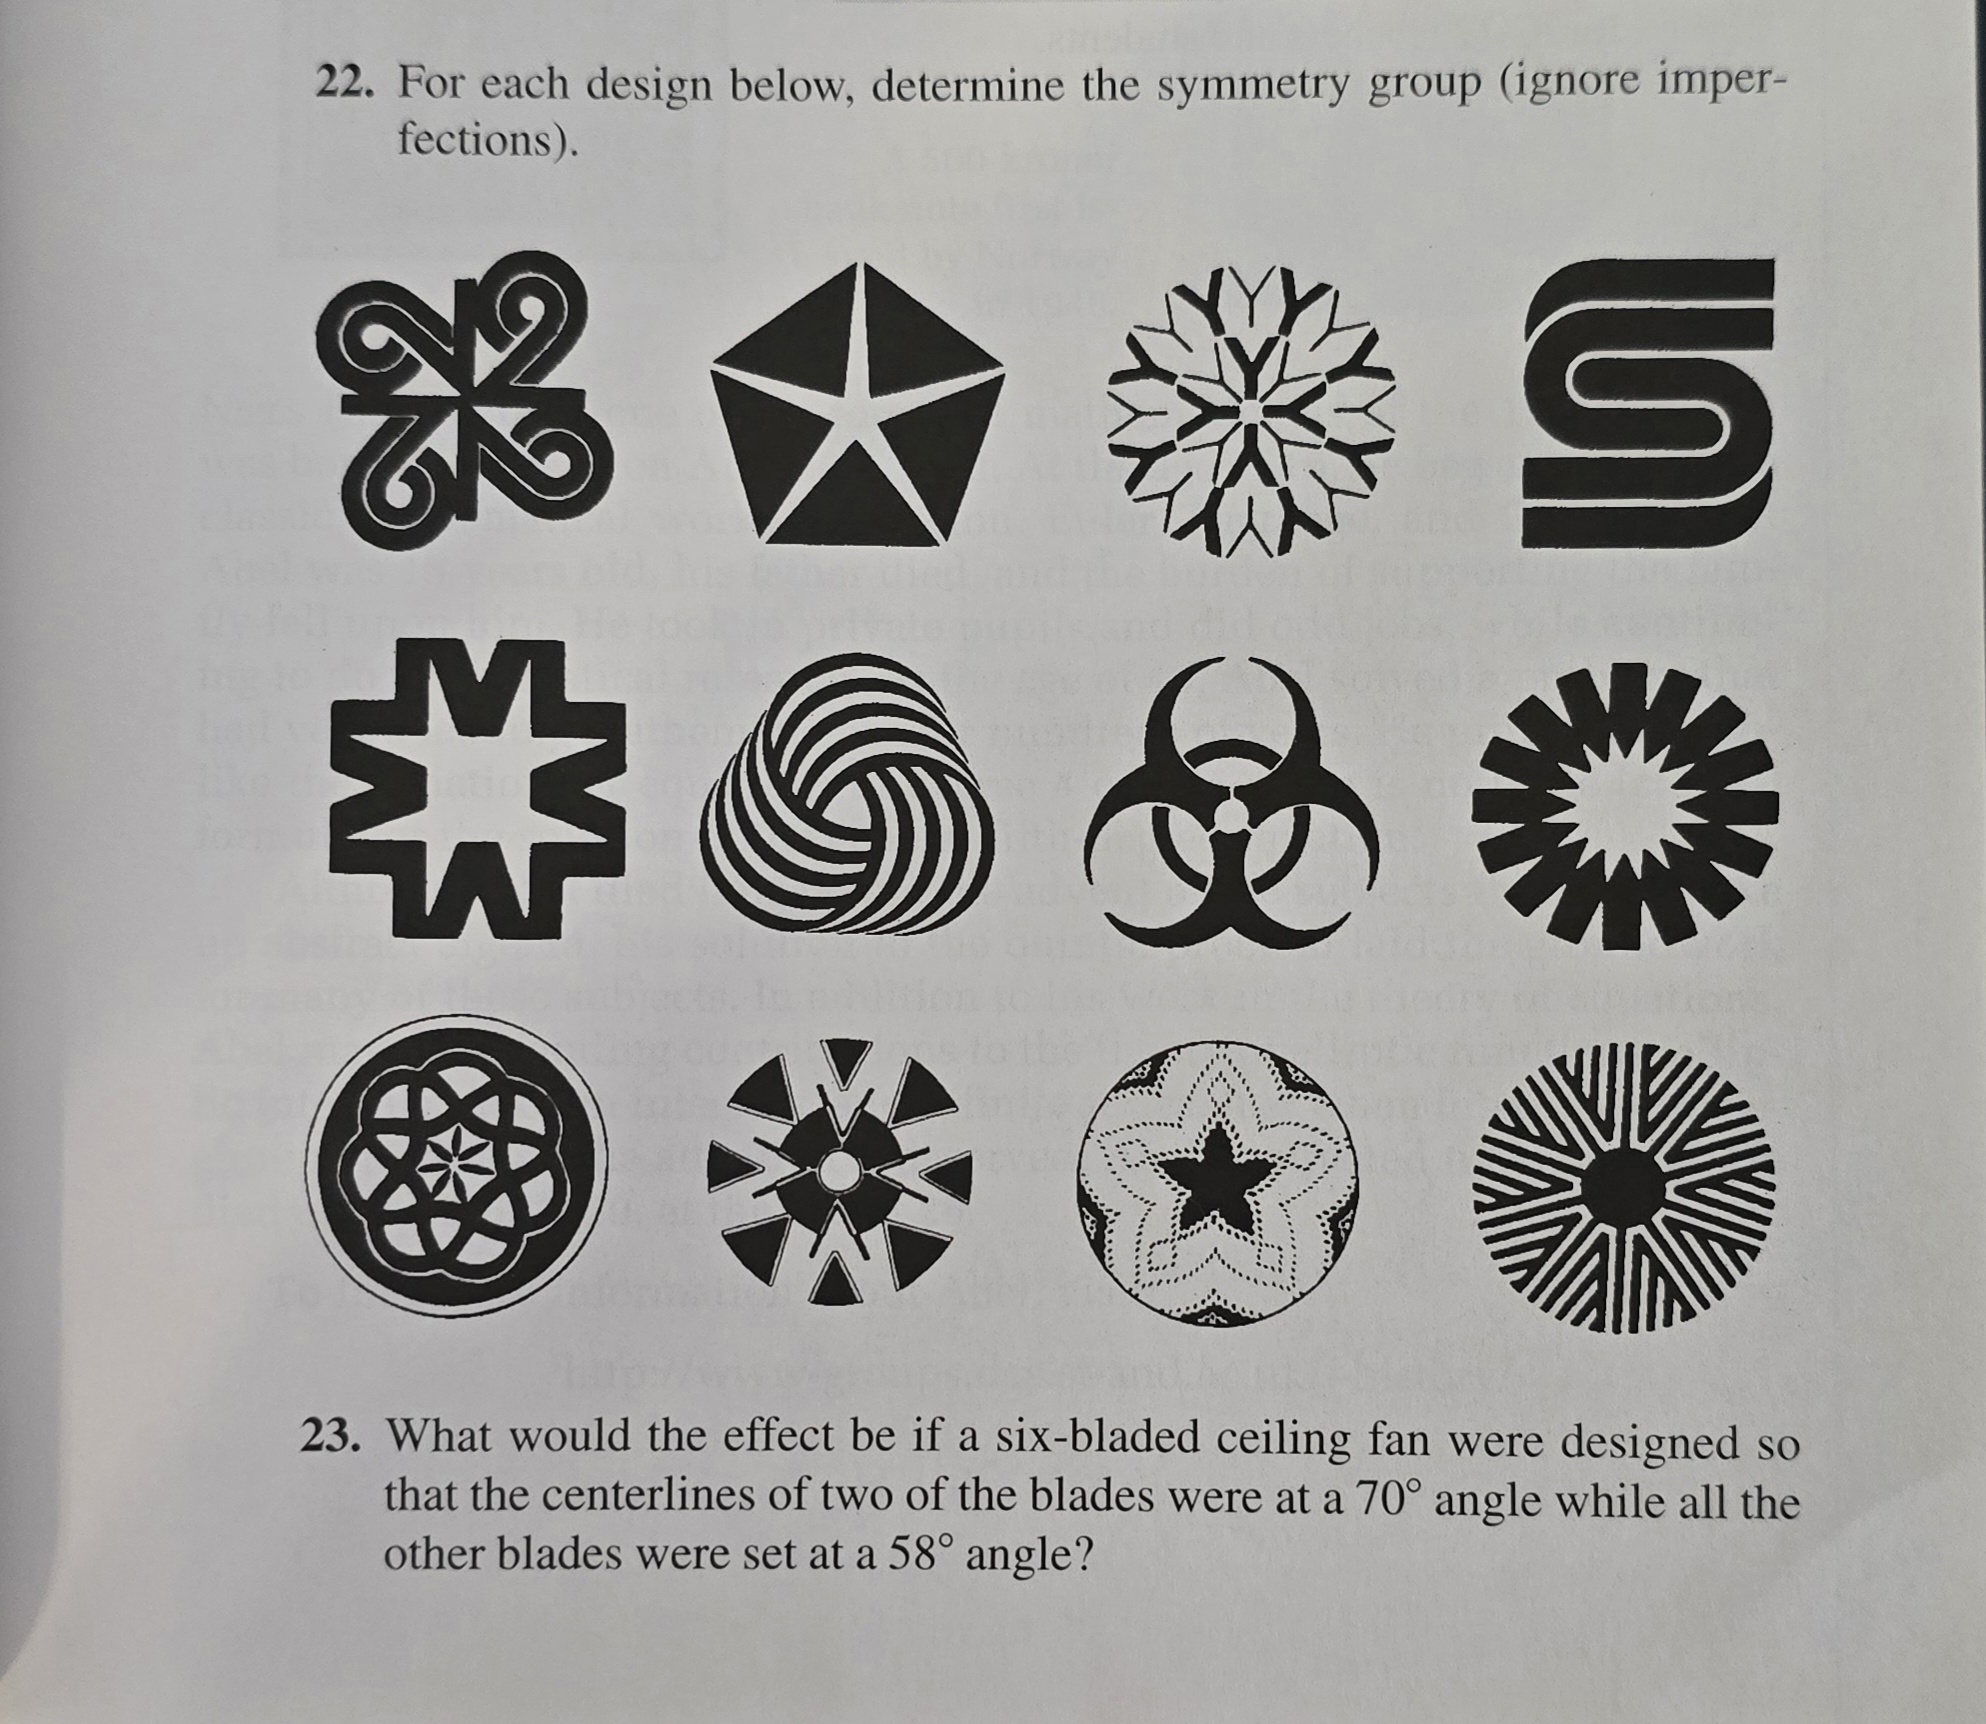 22. For each design below, determine the symmetry group (ignore imper-
fections).
23. What would the effect be if a six-bladed ceiling fan were designed so
that the centerlines of two of the blades were at a 70° angle while all the
other blades were set at a 58° angle?